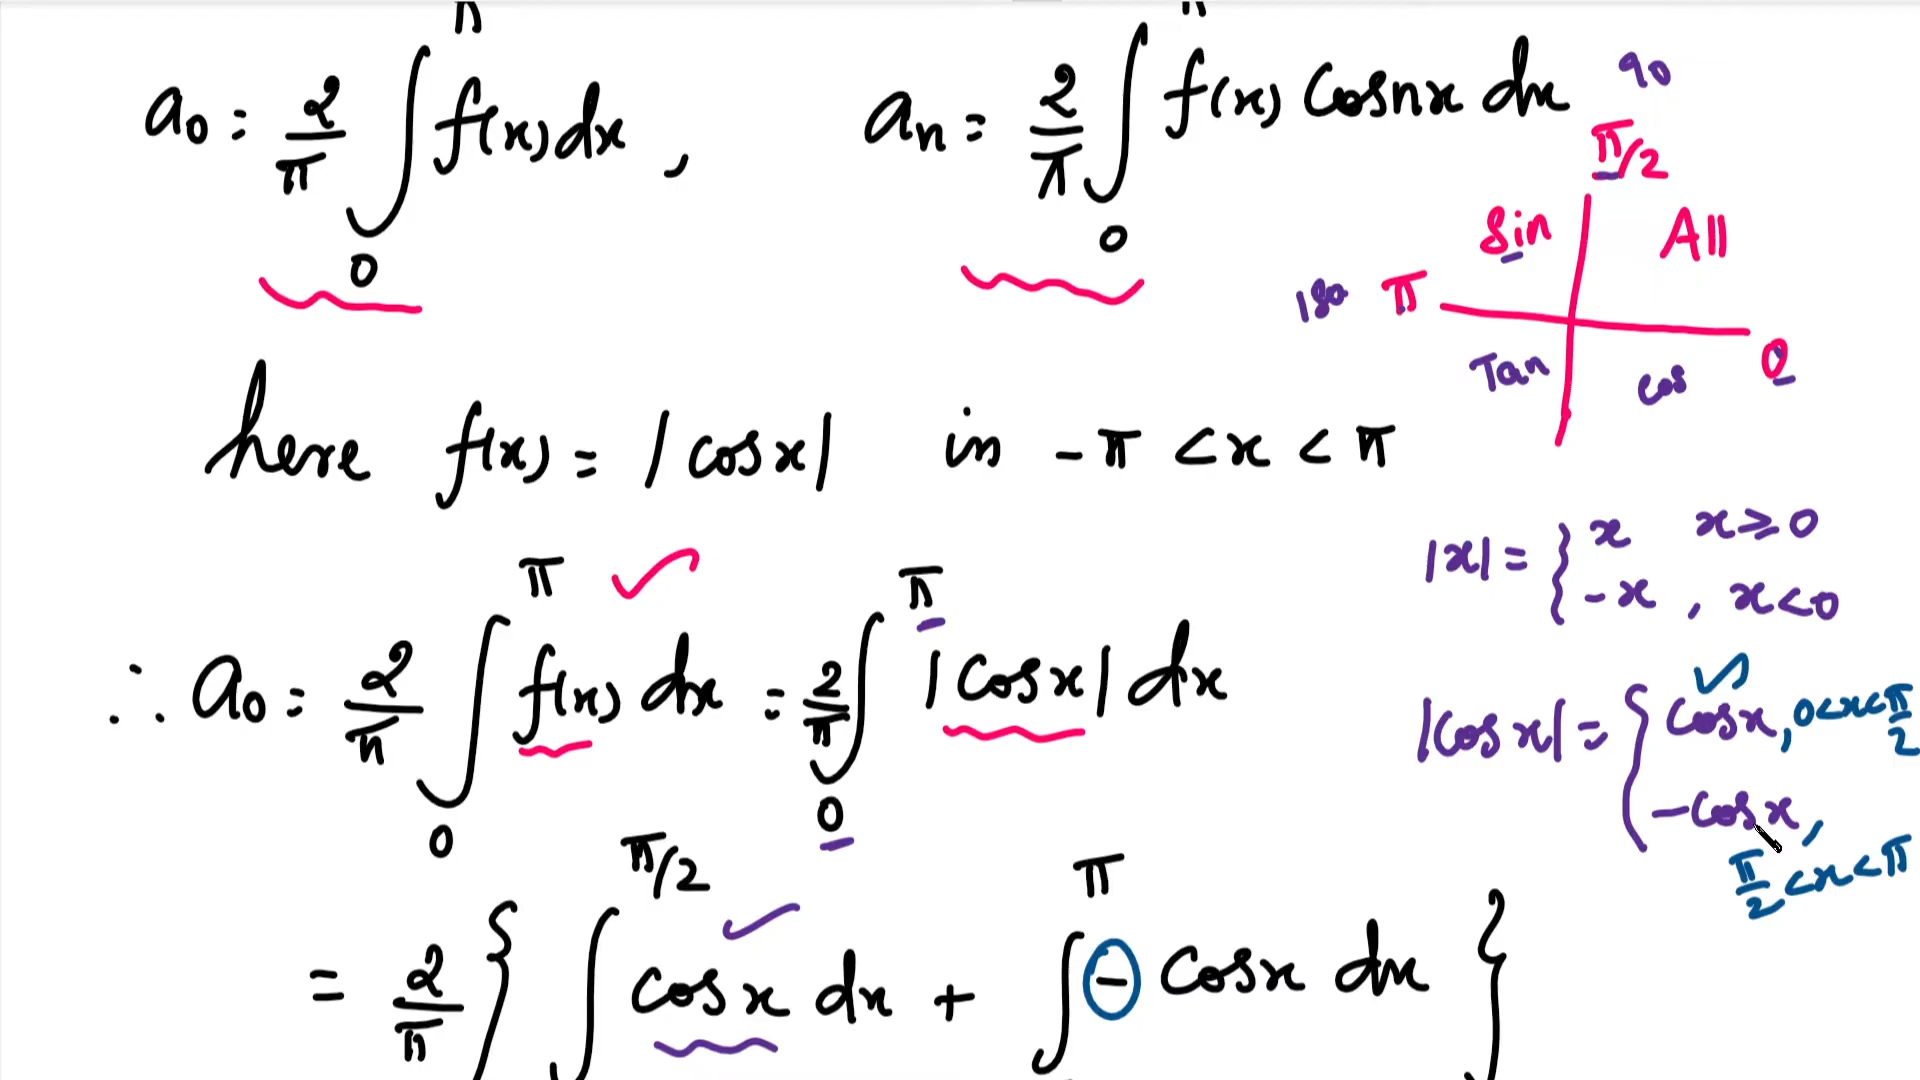 a₀ = 2/π ∫₀^π f(x) dx , aₙ = 2/π ∫₀^π f(x) Cosnx dx
90
π/2
Sin All
180 π 0
Tan Cos
here f(x) = |cosx| in -π < x < π
|x| = { x x ≥ 0
-x , x < 0
∴ a₀ = 2/π ∫₀^π f(x) dx = 2/π ∫₀^π |Cosx| dx
|Cosx| = { Cosx, 0<x<π/2
-Cosx, π/2 <x<π
= 2/π { ∫^π/2 Cosx dx + ∫^π - Cosx dx }